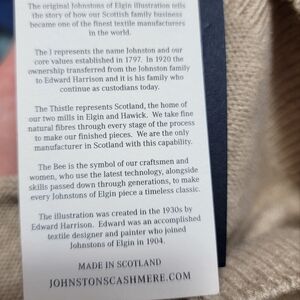 The original Johnstons of Elgin illustration tells
the story of how our Scottish family business
became one of the finest textile manufacturers
in the world.
The J represents the name Johnston and our
core values established in 1797. In 1920 the
ownership transferred from the Johnston family
to Edward Harrison and it is his family who
continue as custodians today.
The Thistle represents Scotland, the home of
our two mills in Elgin and Hawick. We take fine
natural fibres through every stage of the process
to make our finished pieces. We are the only
manufacturer in Scotland with this capability.
The Bee is the symbol of our craftsmen and
women, who use the latest technology, alongside
skills passed down through generations, to make
every Johnstons of Elgin piece a timeless classic.
The illustration was created in the 1930s by
Edward Harrison. Edward was an accomplished
textile designer and painter who joined
Johnstons of Elgin in 1904.
MADE IN SCOTLAND
JOHNSTONSCASHMERE.COM